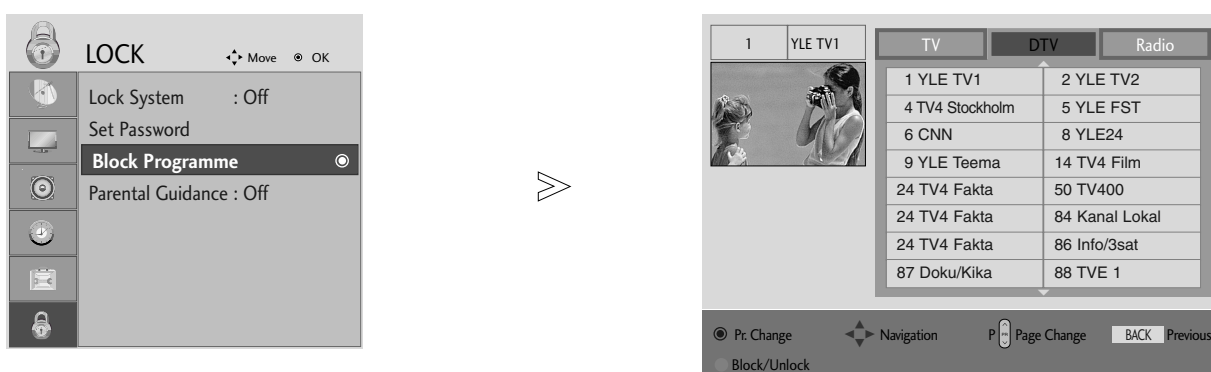 LOCK
Move OK
Lock System : Off
Set Password
Block Programme
Parental Guidance : Off
1 YLE TV1
TV DTV Radio
1 YLE TV1 2 YLE TV2
4 TV4 Stockholm 5 YLE FST
6 CNN 8 YLE24
9 YLE Teema 14 TV4 Film
24 TV4 Fakta 50 TV400
24 TV4 Fakta 84 Kanal Lokal
24 TV4 Fakta 86 Info/3sat
87 Doku/Kika 88 TVE 1
Pr. Change Navigation P PR Page Change BACK Previous
Block/Unlock